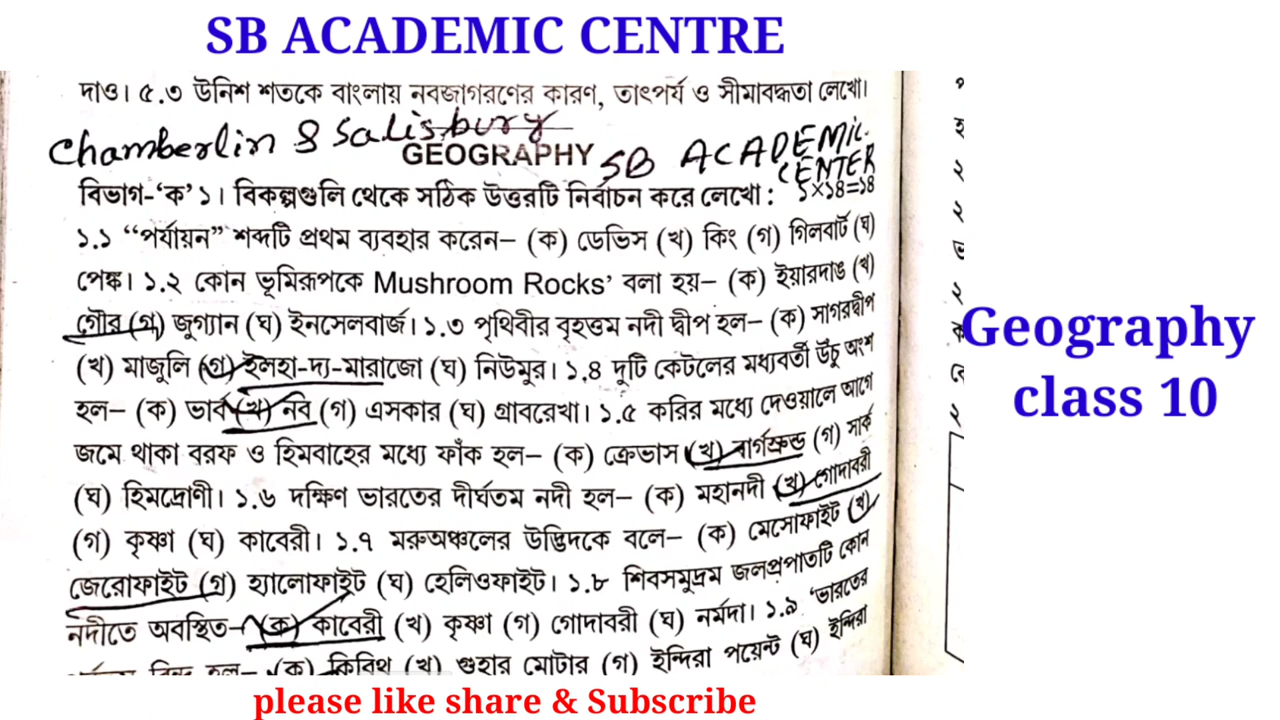 SB ACADEMIC CENTRE
দাও। ৫.৩ উনিশ শতকে বাংলায় নবজাগরণের কারণ, তাৎপর্য ও সীমাবদ্ধতা লেখো।
Chamberlin & Salisbury
GEOGRAPHY SB ACADEMIC CENTER
বিভাগ-‘ক’ ১। বিকল্পগুলি থেকে সঠিক উত্তরটি নির্বাচন করে লেখো : ১×১৪=১৪
১.১ “পর্যায়ন” শব্দটি প্রথম ব্যবহার করেন– (ক) ডেভিস (খ) কিং (গ) গিলবার্ট (ঘ)
পেঙ্ক। ১.২ কোন ভূমিরূপকে Mushroom Rocks’ বলা হয়– (ক) ইয়ারদাঙ (খ)
গৌর (গ) জুগ্যান (ঘ) ইনসেলবার্জ। ১.৩ পৃথিবীর বৃহত্তম নদী দ্বীপ হল– (ক) সাগরদ্বীপ
(খ) মাজুলি (গ) ইলহা-দ্য-মারাজো (ঘ) নিউমুর। ১.৪ দুটি কেটলের মধ্যবর্তী উঁচু অংশ
হল– (ক) ভার্ব (খ) নব (গ) এসকার (ঘ) গ্রাবরেখা। ১.৫ করির মধ্যে দেওয়ালে আগে
জমে থাকা বরফ ও হিমবাহের মধ্যে ফাঁক হল– (ক) ক্রেভাস (খ) বার্গস্রুন্ড (গ) সার্ক
(ঘ) হিমদ্রোণী। ১.৬ দক্ষিণ ভারতের দীর্ঘতম নদী হল– (ক) মহানদী (খ) গোদাবরী
(গ) কৃষ্ণা (ঘ) কাবেরী। ১.৭ মরুঅঞ্চলের উদ্ভিদকে বলে– (ক) মেসোফাইট (খ)
জেরোফাইট (গ) হ্যালোফাইট (ঘ) হেলিওফাইট। ১.৮ শিবসমুদ্রম জলপ্রপাতটি কোন
নদীতে অবস্থিত– (ক) কাবেরী (খ) কৃষ্ণা (গ) গোদাবরী (ঘ) নর্মদা। ১.৯ ‘ভারতের
হল– (ক) কিবিথ (খ) গুহার মোটার (গ) ইন্দিরা পয়েন্ট (ঘ) ইন্দিরা
Geography
class 10
please like share & Subscribe